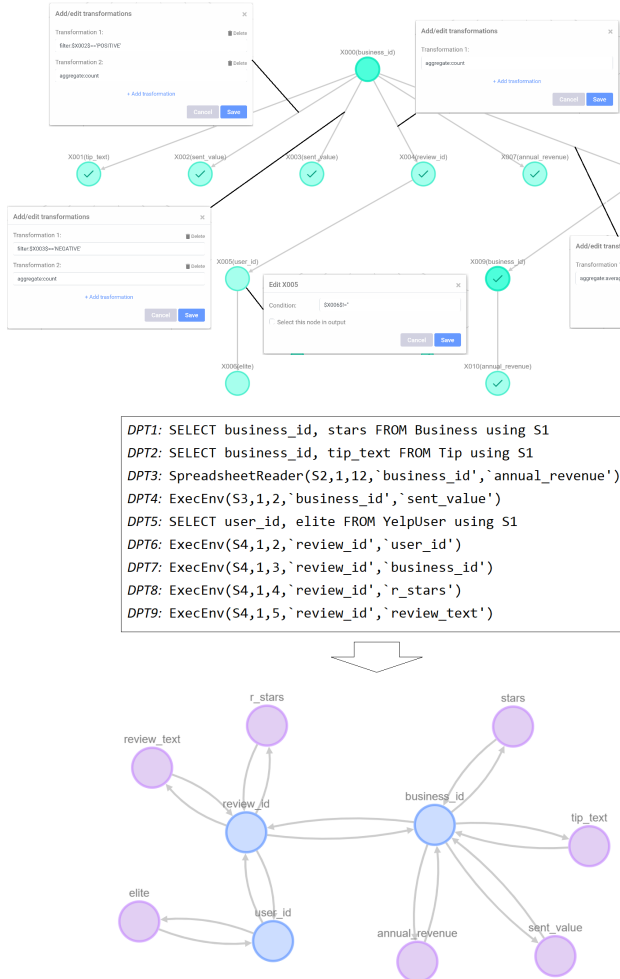 Add/edit transformations ×
Transformation 1: Delete
filter:$X002$=='POSITIVE'
Transformation 2: Delete
aggregate:count
+ Add trasformation
Cancel Save
Add/edit transformations ×
Transformation 1:
aggregate:count
+ Add trasformation
Cancel Save
X000(business_id)
X001(tip_text)
X002(sent_value)
X003(sent_value)
X004(review_id)
X007(annual_revenue)
Add/edit transformations ×
Transformation 1: Delete
filter:$X003$=='NEGATIVE'
Transformation 2: Delete
aggregate:count
+ Add trasformation
Cancel Save
X005(user_id)
Edit X005 ×
Condition: $X006$!=''
Select this node in output
Cancel Save
X009(business_id)
Add/edit transf
Transformation
aggregate:averag
X006(elite)
X010(annual_revenue)
DPT1: SELECT business_id, stars FROM Business using S1
DPT2: SELECT business_id, tip_text FROM Tip using S1
DPT3: SpreadsheetReader(S2,1,12,`business_id',`annual_revenue')
DPT4: ExecEnv(S3,1,2,`business_id',`sent_value')
DPT5: SELECT user_id, elite FROM YelpUser using S1
DPT6: ExecEnv(S4,1,2,`review_id',`user_id')
DPT7: ExecEnv(S4,1,3,`review_id',`business_id')
DPT8: ExecEnv(S4,1,4,`review_id',`r_stars')
DPT9: ExecEnv(S4,1,5,`review_id',`review_text')
r_stars
stars
review_text
review_id
business_id
tip_text
elite
user_id
annual_revenue
sent_value